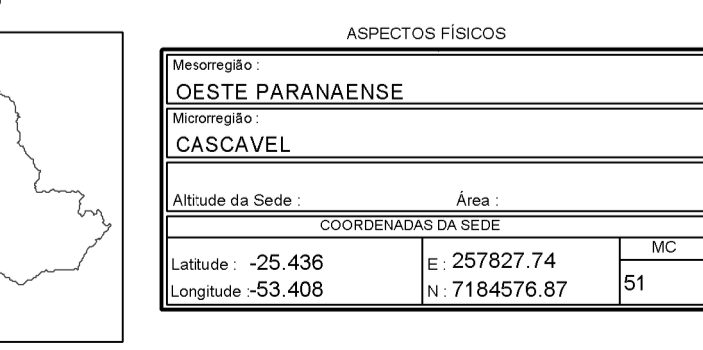 ASPECTOS FÍSICOS
Mesorregião :
OESTE PARANAENSE
Microrregião :
CASCAVEL
Altitude da Sede : Área :
COORDENADAS DA SEDE
Latitude : -25.436
Longitude :-53.408
E : 257827.74
N : 7184576.87
MC
51